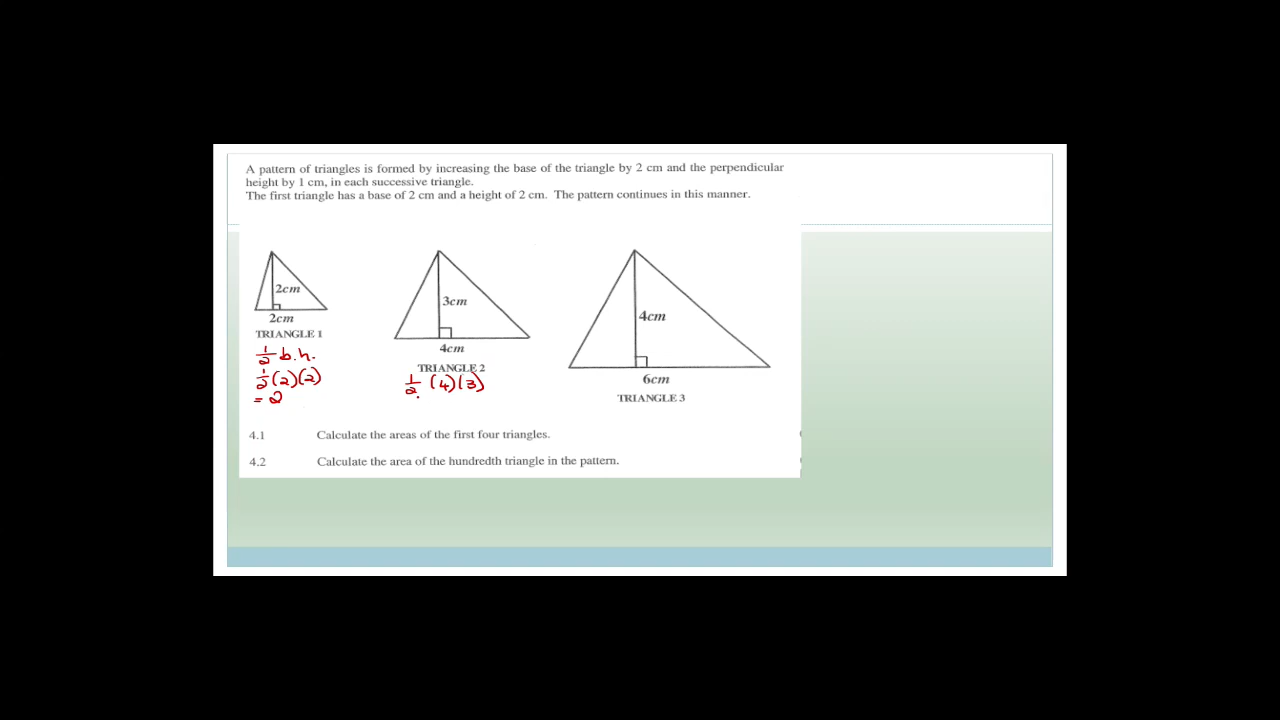 A pattern of triangles is formed by increasing the base of the triangle by 2 cm and the perpendicular
height by 1 cm, in each successive triangle.
The first triangle has a base of 2 cm and a height of 2 cm. The pattern continues in this manner.
2cm
2cm
TRIANGLE 1
½ b.h.
½(2)(2)
= 2
3cm
4cm
TRIANGLE 2
½ (4)(3)
4cm
6cm
TRIANGLE 3
4.1 Calculate the areas of the first four triangles.
4.2 Calculate the area of the hundredth triangle in the pattern.